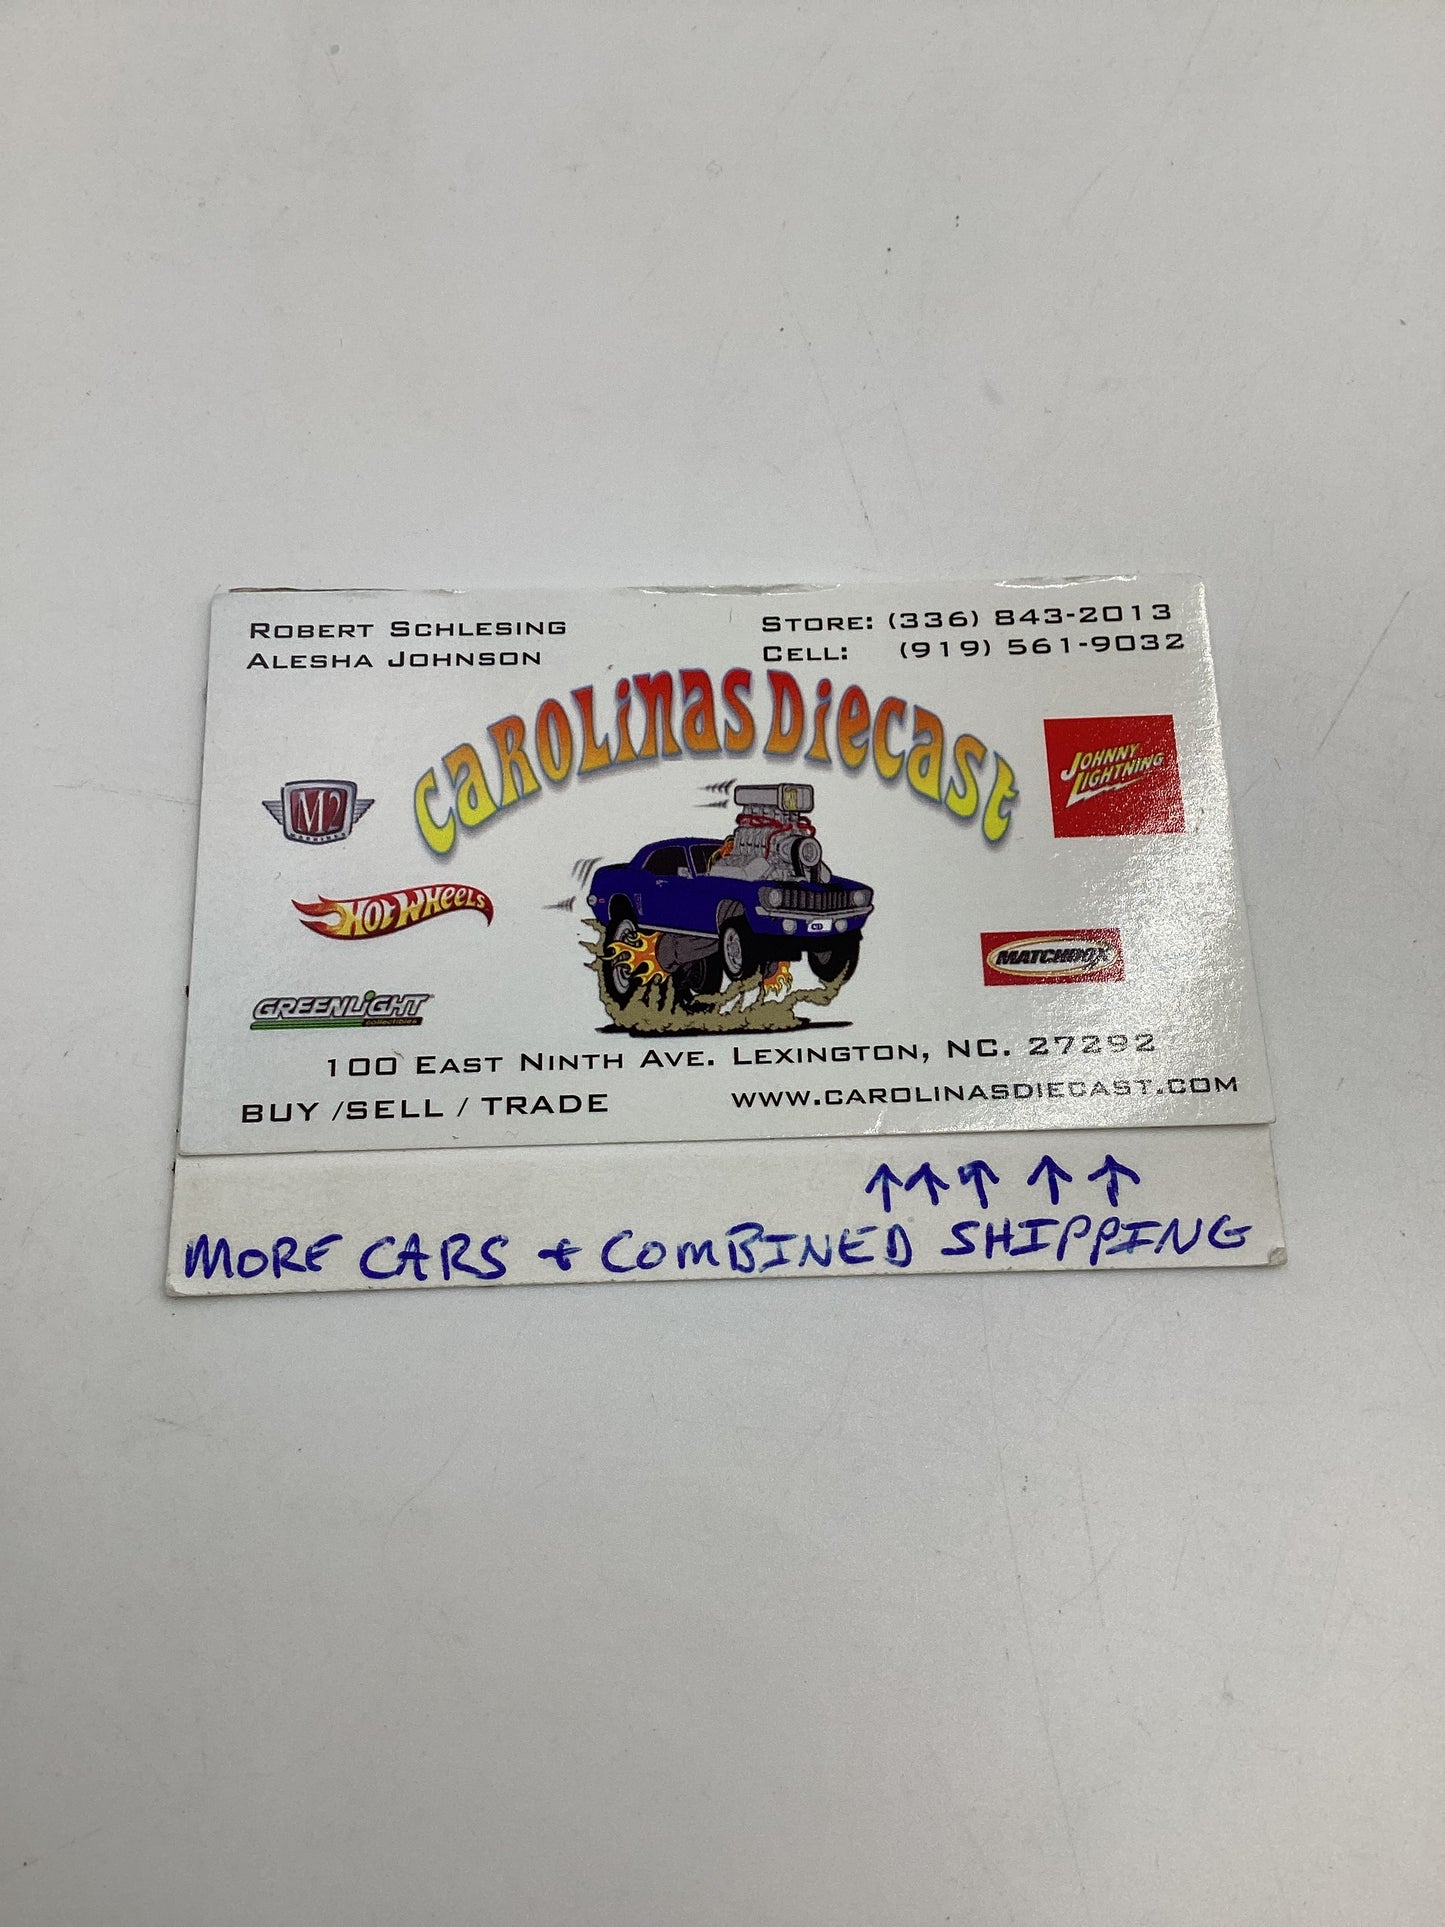 ROBERT SCHLESING
ALESHA JOHNSON
STORE: (336) 843-2013
CELL: (919) 561-9032
CAROLINAS DIECAST
M2
MACHINES
JOHNNY
LIGHTNING
HOT WHEELS
MATCHBOX
GREENLIGHT
collectibles
100 EAST NINTH AVE. LEXINGTON, NC. 27292
BUY /SELL / TRADE
WWW.CAROLINASDIECAST.COM
↑↑↑ ↑ ↑
MORE CARS + COMBINED SHIPPING